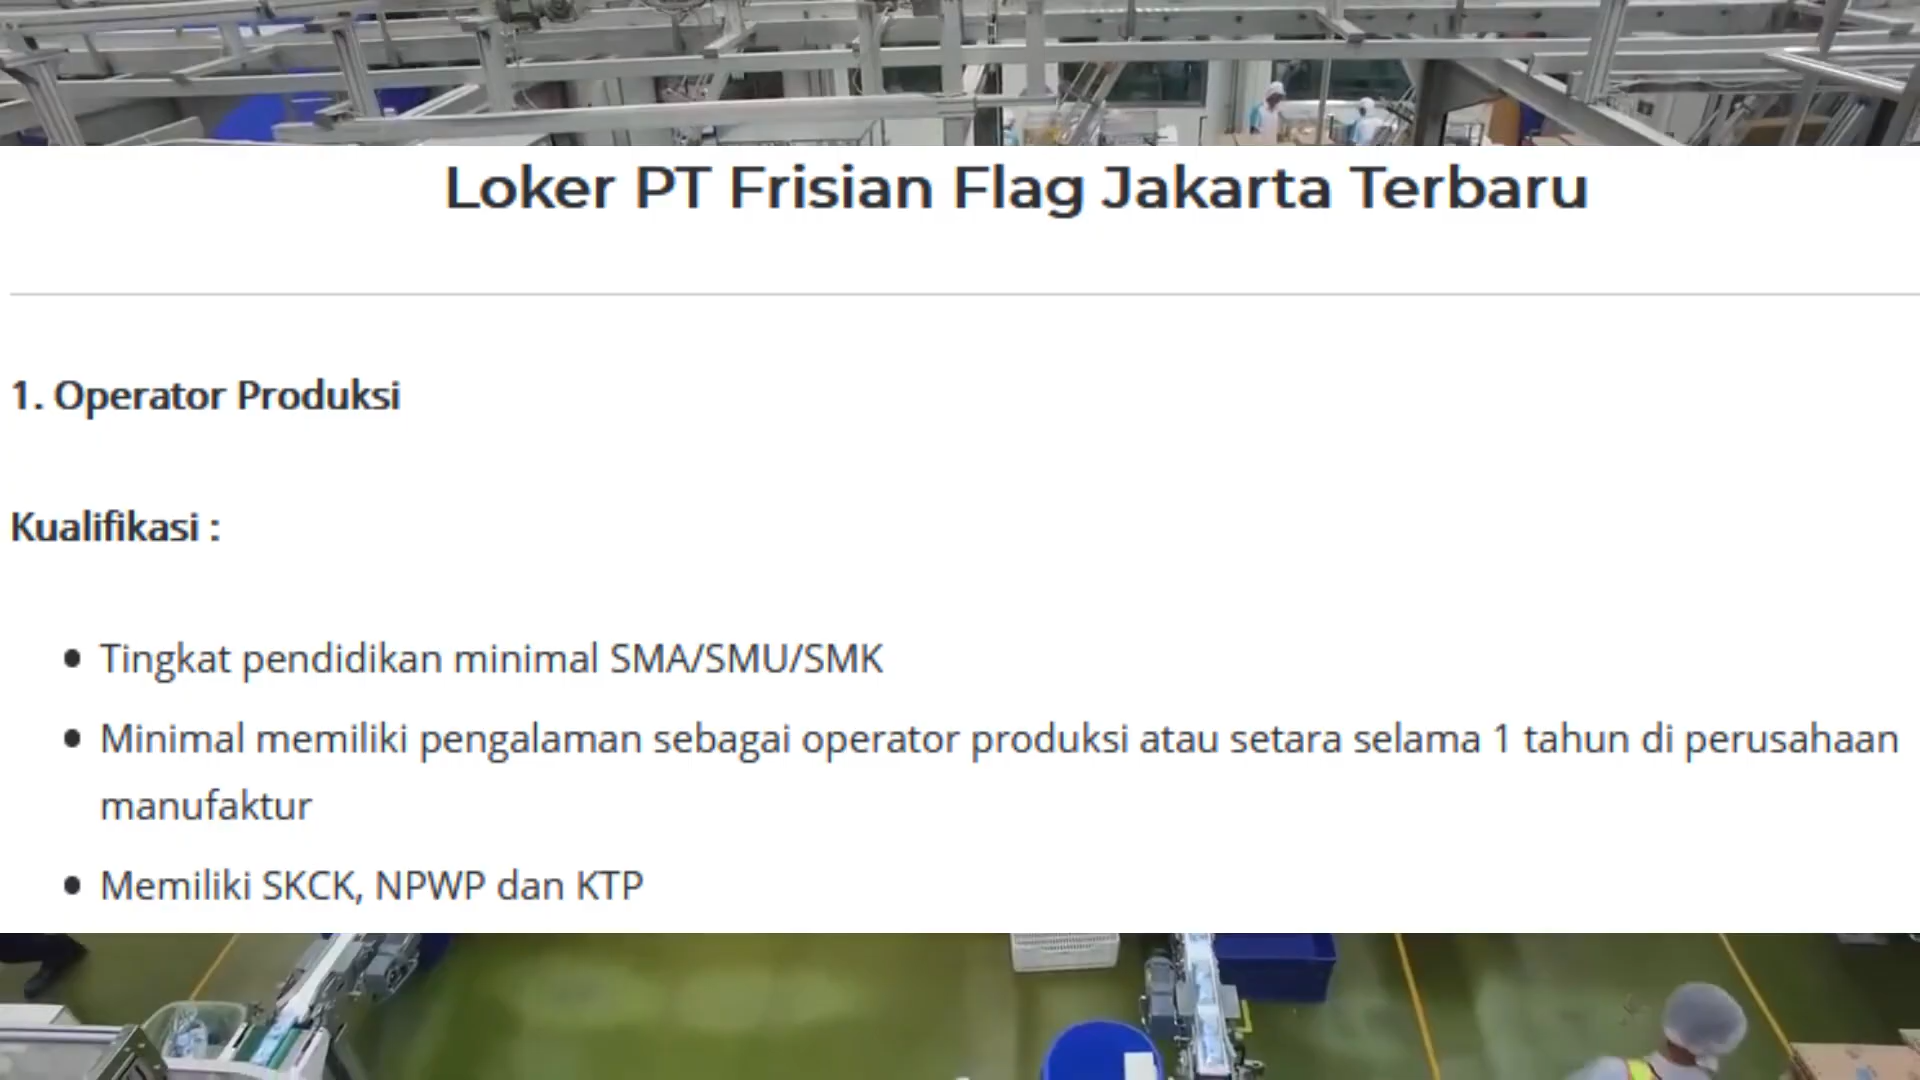 Loker PT Frisian Flag Jakarta Terbaru
1. Operator Produksi
Kualifikasi :
• Tingkat pendidikan minimal SMA/SMU/SMK
• Minimal memiliki pengalaman sebagai operator produksi atau setara selama 1 tahun di perusahaan
manufaktur
• Memiliki SKCK, NPWP dan KTP